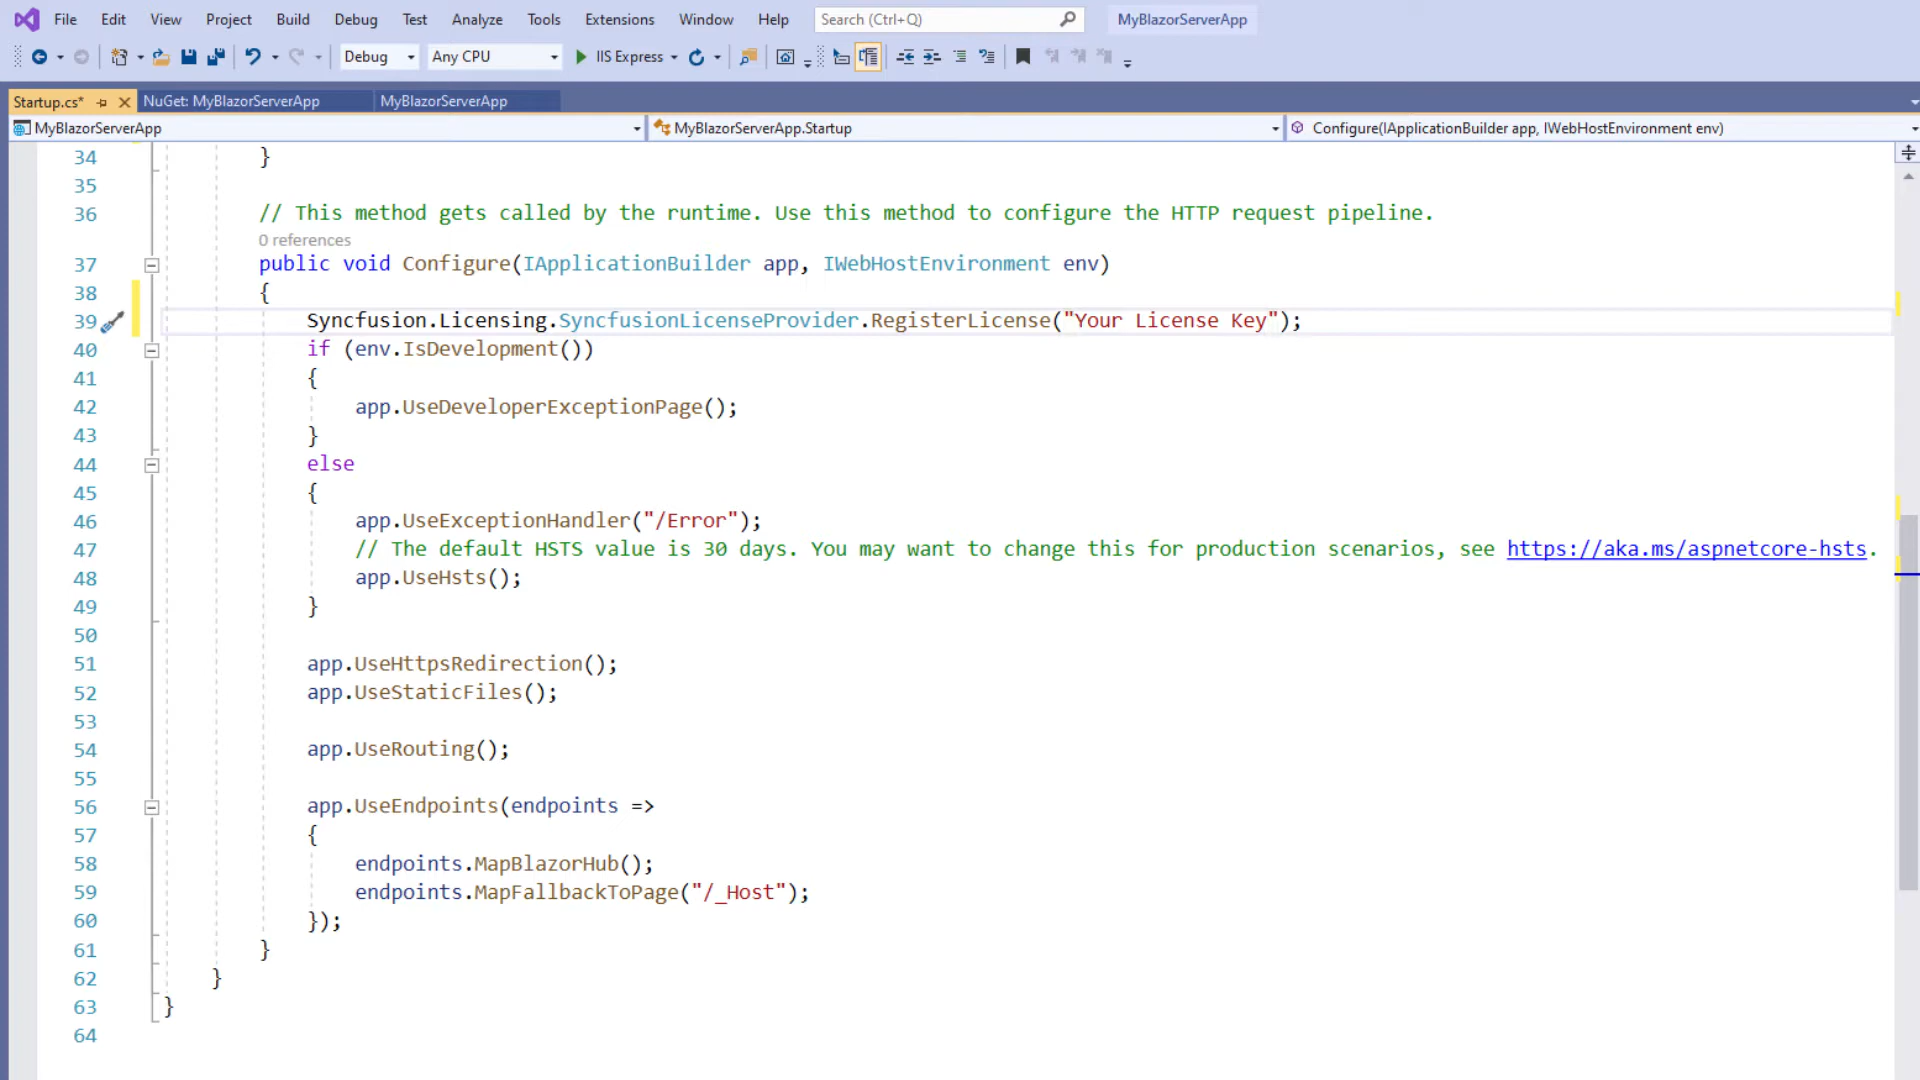 File Edit View Project Build Debug Test Analyze Tools Extensions Window Help Search (Ctrl+Q) MyBlazorServerApp
Debug Any CPU IIS Express
Startup.cs* NuGet: MyBlazorServerApp MyBlazorServerApp
MyBlazorServerApp MyBlazorServerApp.Startup Configure(IApplicationBuilder app, IWebHostEnvironment env)
34 }
35
36 // This method gets called by the runtime. Use this method to configure the HTTP request pipeline.
0 references
37 public void Configure(IApplicationBuilder app, IWebHostEnvironment env)
38 {
39 Syncfusion.Licensing.SyncfusionLicenseProvider.RegisterLicense("Your License Key");
40 if (env.IsDevelopment())
41 {
42 app.UseDeveloperExceptionPage();
43 }
44 else
45 {
46 app.UseExceptionHandler("/Error");
47 // The default HSTS value is 30 days. You may want to change this for production scenarios, see https://aka.ms/aspnetcore-hsts.
48 app.UseHsts();
49 }
50
51 app.UseHttpsRedirection();
52 app.UseStaticFiles();
53
54 app.UseRouting();
55
56 app.UseEndpoints(endpoints =>
57 {
58 endpoints.MapBlazorHub();
59 endpoints.MapFallbackToPage("/_Host");
60 });
61 }
62 }
63 }
64